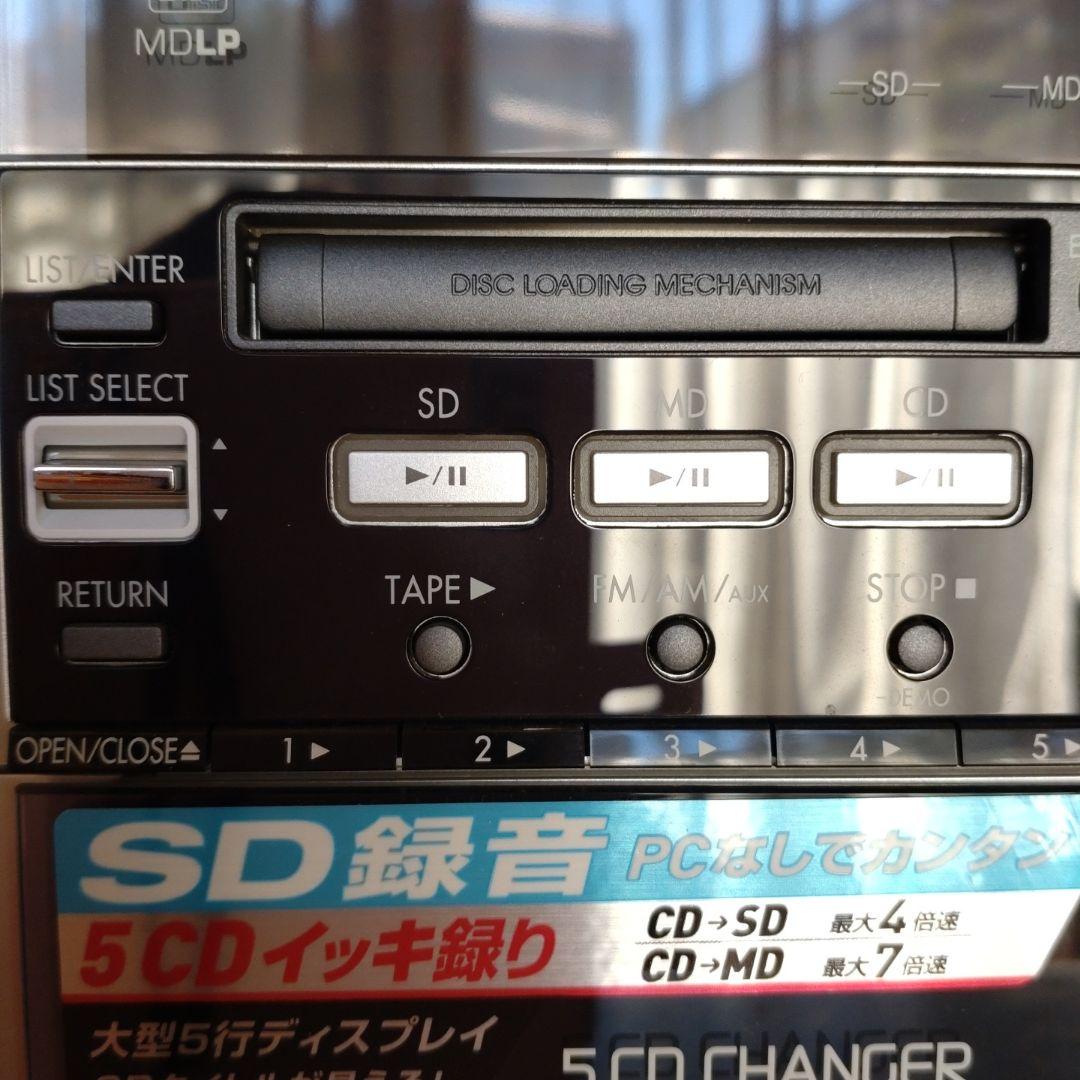 MDLP
SD MD
LIST/ENTER
DISC LOADING MECHANISM
LIST SELECT
SD MD CD
▶/II ▶/II ▶/II
RETURN
TAPE ▶ FM/AM/AUX STOP ■
-DEMO
OPEN/CLOSE⏏ 1 ▶ 2 ▶ 3 ▶ 4 ▶ 5 ▶
SD録音 PCなしでカンタン
5CDイッキ録り
CD→SD 最大4倍速
CD→MD 最大7倍速
大型5行ディスプレイ
5 CD CHANGER